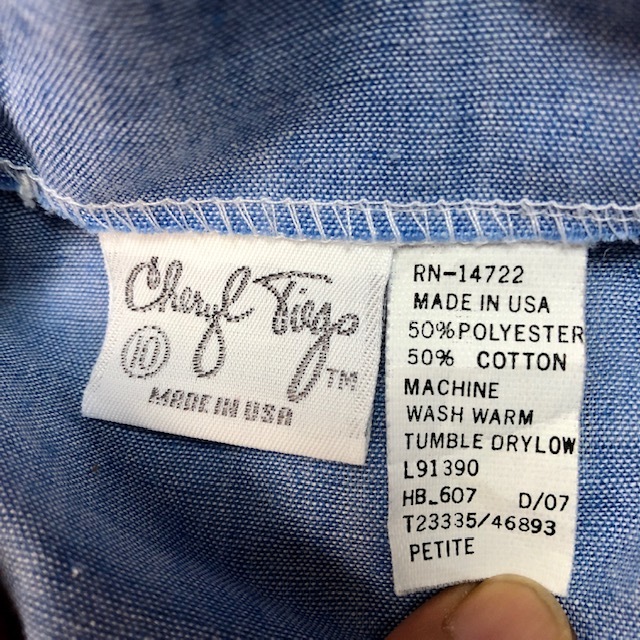 Cheryl Tiegs
10
TM
MADE IN USA
RN-14722
MADE IN USA
50%POLYESTER
50% COTTON
MACHINE
WASH WARM
TUMBLE DRYLOW
L91390
HB_607 D/07
T23335/46893
PETITE